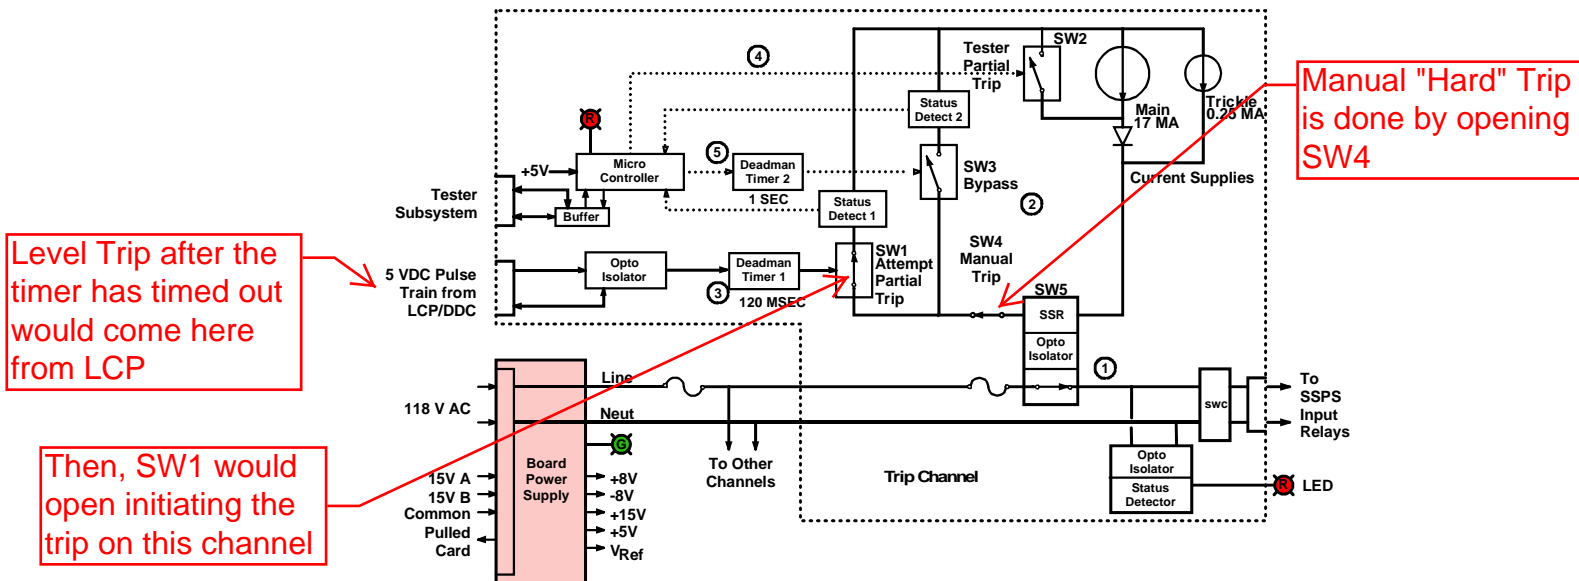 Level Trip after the
timer has timed out
would come here
from LCP
Then, SW1 would
open initiating the
trip on this channel
Manual "Hard" Trip
is done by opening
SW4
4
Tester
Partial
Trip
SW2
Main
17 MA
Trickle
0.25 MA
Current Supplies
Status
Detect 2
R
+5V
Micro
Controller
5
Deadman
Timer 2
1 SEC
SW3
Bypass
2
Tester
Subsystem
Buffer
Status
Detect 1
5 VDC Pulse
Train from
LCP/DDC
Opto
Isolator
3
Deadman
Timer 1
120 MSEC
SW1
Attempt
Partial
Trip
SW4
Manual
Trip
SW5
SSR
Opto
Isolator
1
118 V AC
Line
Neut
G
To Other
Channels
Trip Channel
swc
To
SSPS
Input
Relays
Opto
Isolator
Status
Detector
R
LED
15V A
15V B
Common
Pulled
Card
Board
Power
Supply
+8V
-8V
+15V
+5V
VRef